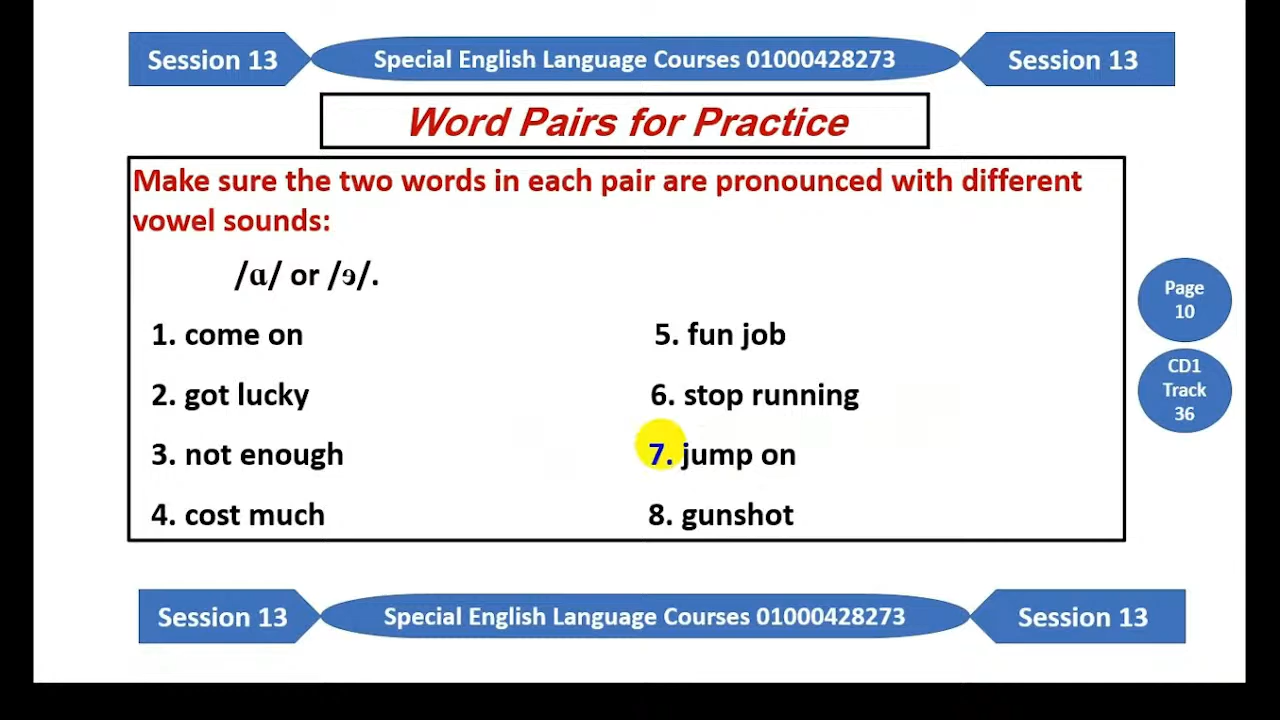 Session 13
Special English Language Courses 01000428273
Session 13
Word Pairs for Practice
Make sure the two words in each pair are pronounced with different
vowel sounds:
/ɑ/ or /ɘ/.
1. come on
2. got lucky
3. not enough
4. cost much
5. fun job
6. stop running
7. jump on
8. gunshot
Page
10
CD1
Track
36
Session 13
Special English Language Courses 01000428273
Session 13